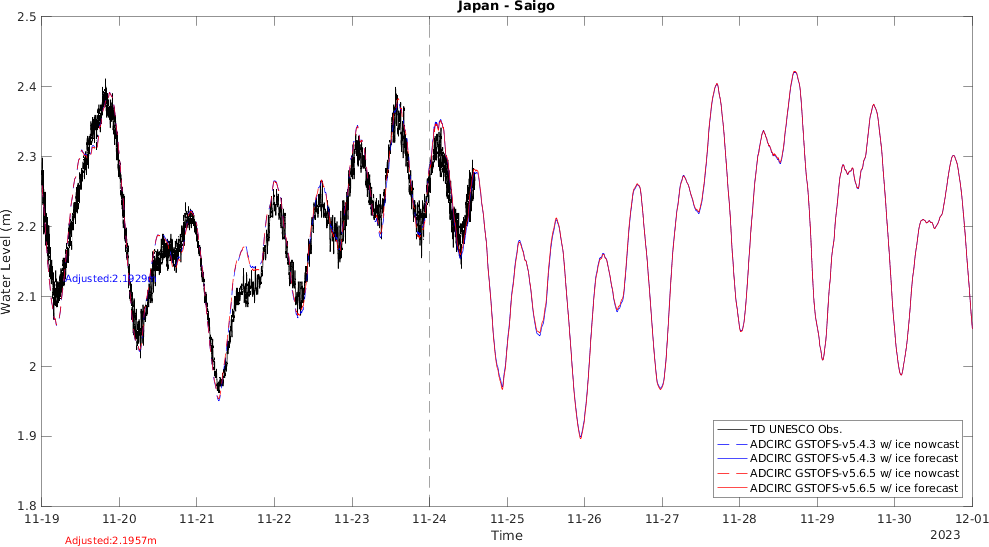 Japan - Saigo
2.5
2.4
2.3
2.2
2.1
2
1.9
1.8
Water Level (m)
Adjusted:2.1929m
TD UNESCO Obs.
ADCIRC GSTOFS-v5.4.3 w/ ice nowcast
ADCIRC GSTOFS-v5.4.3 w/ ice forecast
ADCIRC GSTOFS-v5.6.5 w/ ice nowcast
ADCIRC GSTOFS-v5.6.5 w/ ice forecast
11-19 11-20 11-21 11-22 11-23 11-24 11-25 11-26 11-27 11-28 11-29 11-30 12-01
Time
2023
Adjusted:2.1957m